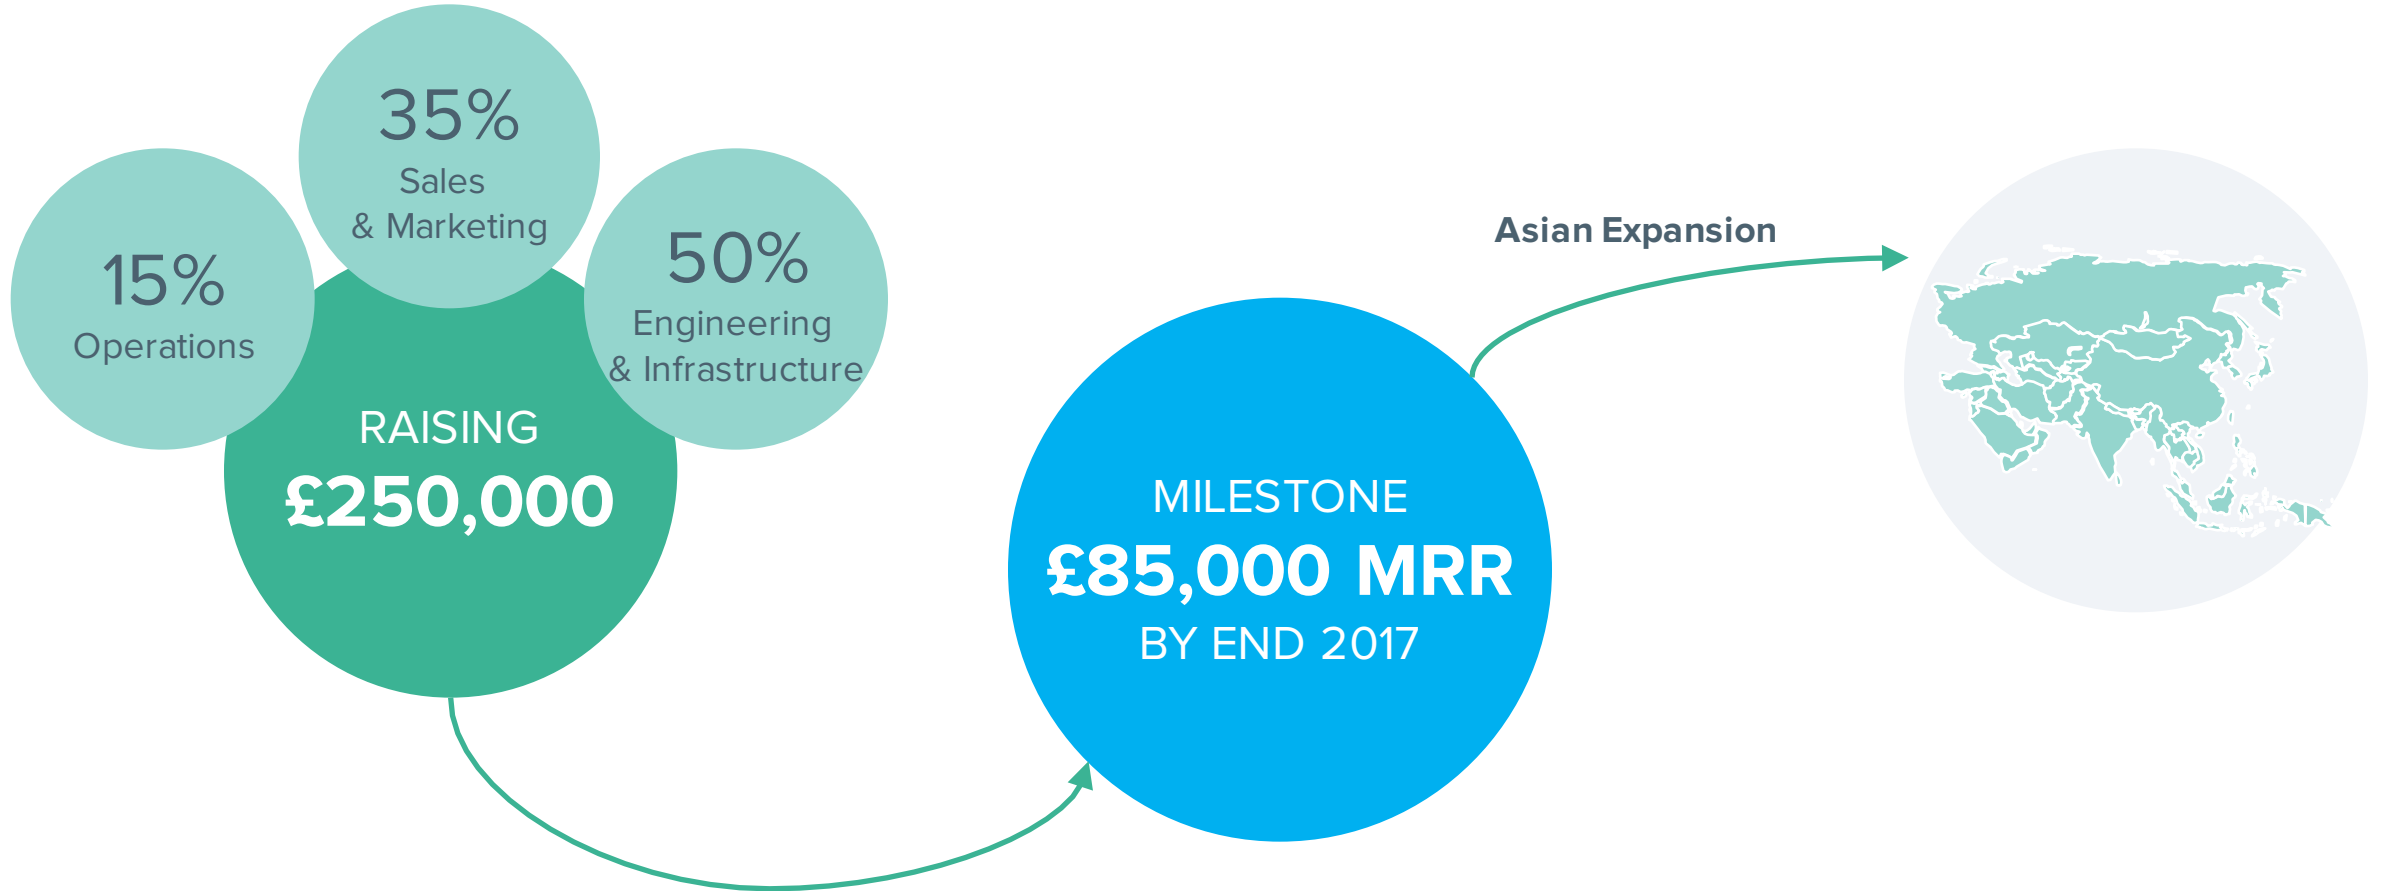 35%
Sales
& Marketing
15%
Operations
50%
Engineering
& Infrastructure
RAISING
£250,000
MILESTONE
£85,000 MRR
BY END 2017
Asian Expansion